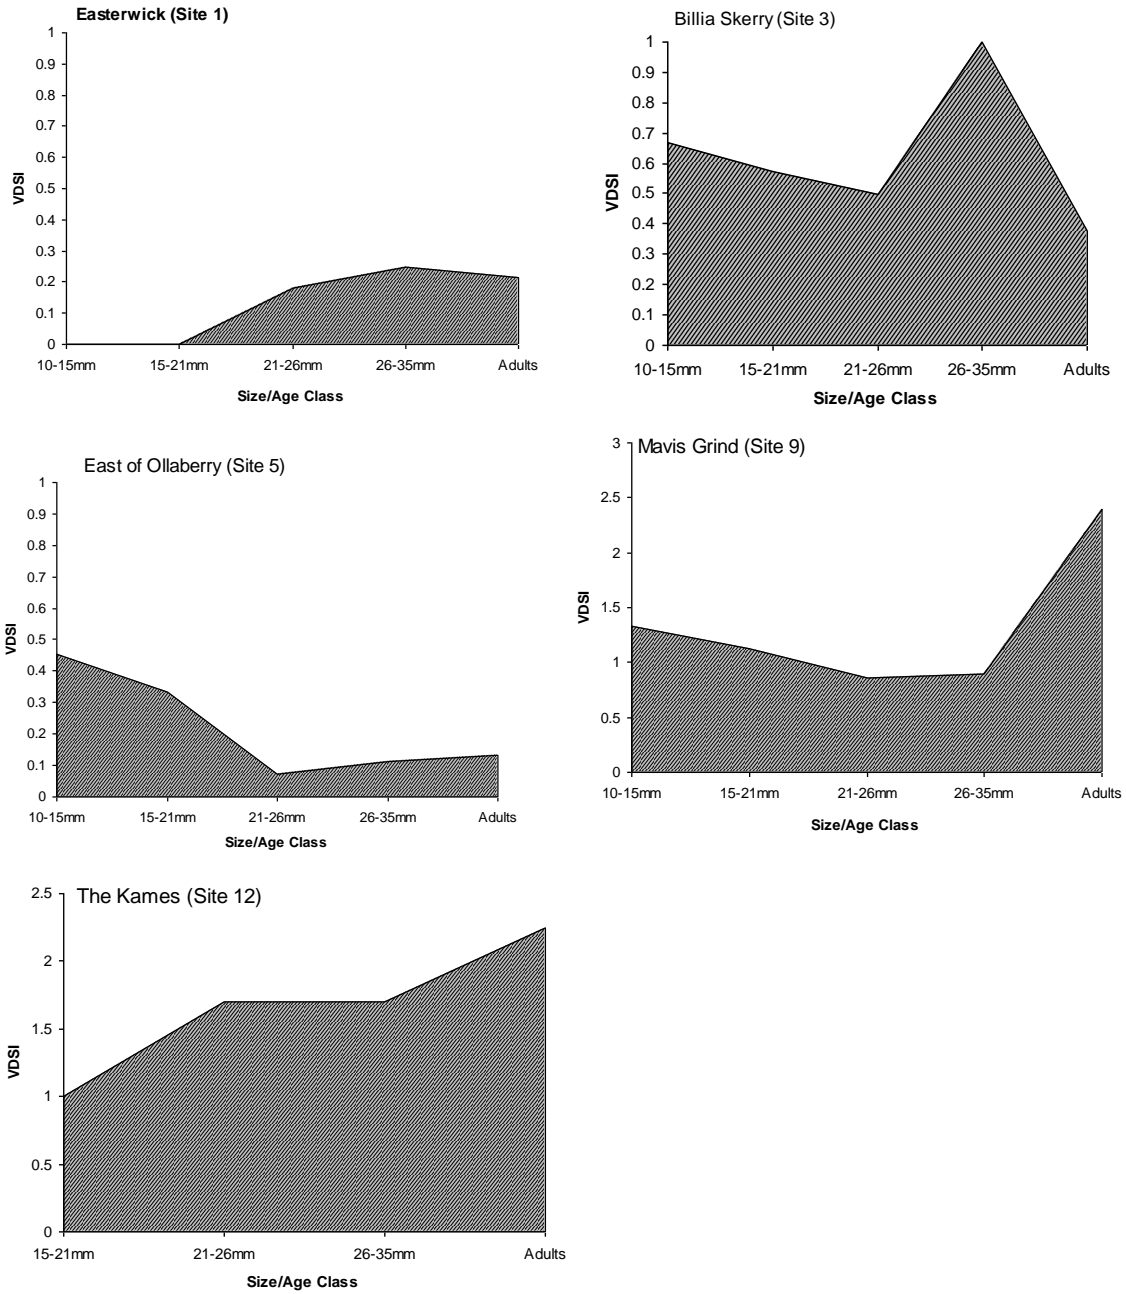 Easterwick (Site 1)
1
0.9
0.8
0.7
0.6
0.5
0.4
0.3
0.2
0.1
0
VDSI
10-15mm 15-21mm 21-26mm 26-35mm Adults
Size/Age Class
Billia Skerry (Site 3)
1
0.9
0.8
0.7
0.6
0.5
0.4
0.3
0.2
0.1
0
VDSI
10-15mm 15-21mm 21-26mm 26-35mm Adults
Size/Age Class
East of Ollaberry (Site 5)
1
0.9
0.8
0.7
0.6
0.5
0.4
0.3
0.2
0.1
0
VDSI
10-15mm 15-21mm 21-26mm 26-35mm Adults
Size/Age Class
Mavis Grind (Site 9)
3
2.5
2
1.5
1
0.5
0
VDSI
10-15mm 15-21mm 21-26mm 26-35mm Adults
Size/Age Class
The Kames (Site 12)
2.5
2
1.5
1
0.5
0
VDSI
15-21mm 21-26mm 26-35mm Adults
Size/Age Class